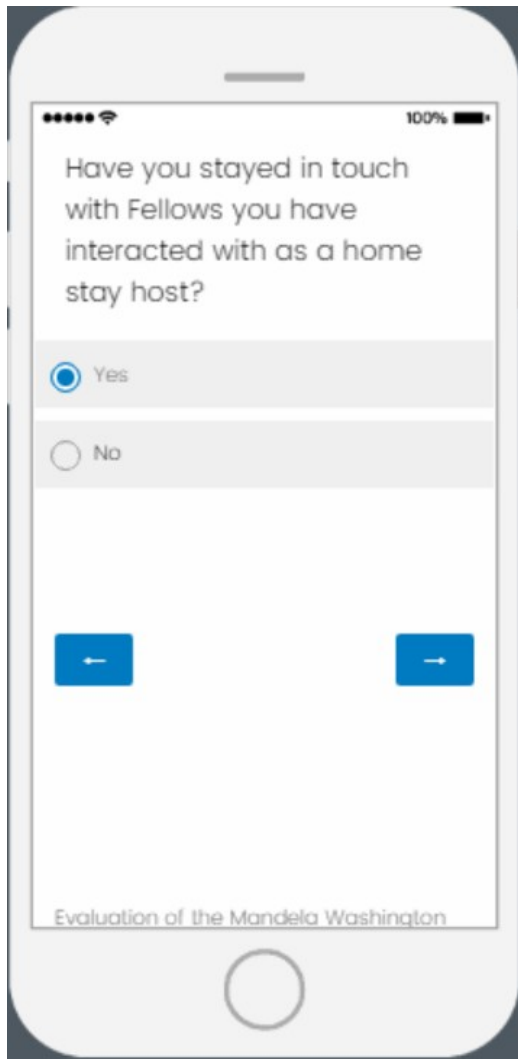 100%
Have you stayed in touch
with Fellows you have
interacted with as a home
stay host?
Yes
No
← →
Evaluation of the Mandela Washington